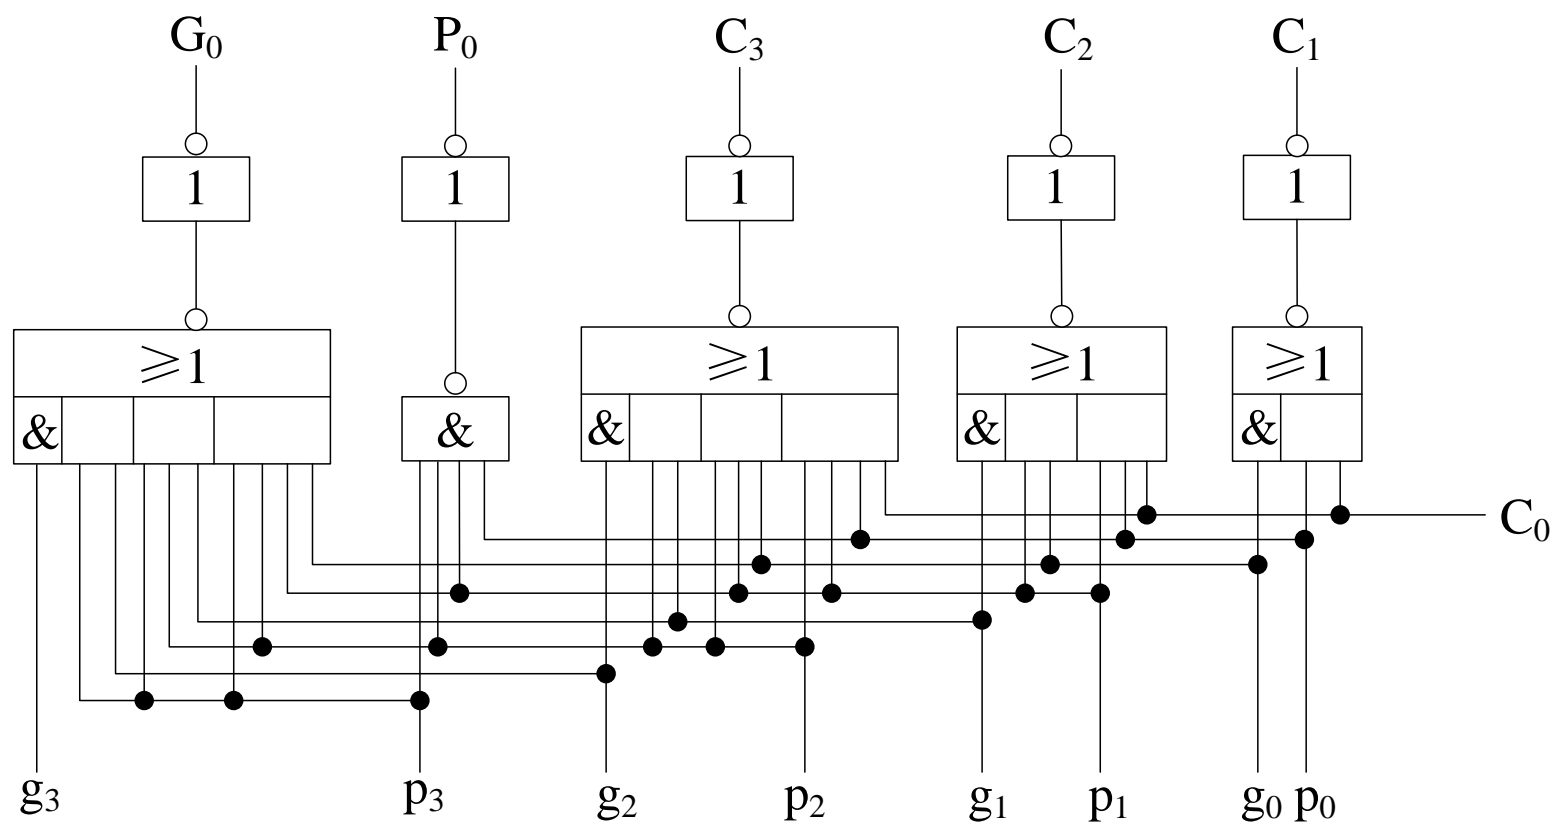 G₀ P₀ C₃ C₂ C₁
1 1 1 1 1
⩾1 ⩾1 ⩾1 ⩾1
& & & & &
C₀
g₃ p₃ g₂ p₂ g₁ p₁ g₀ p₀